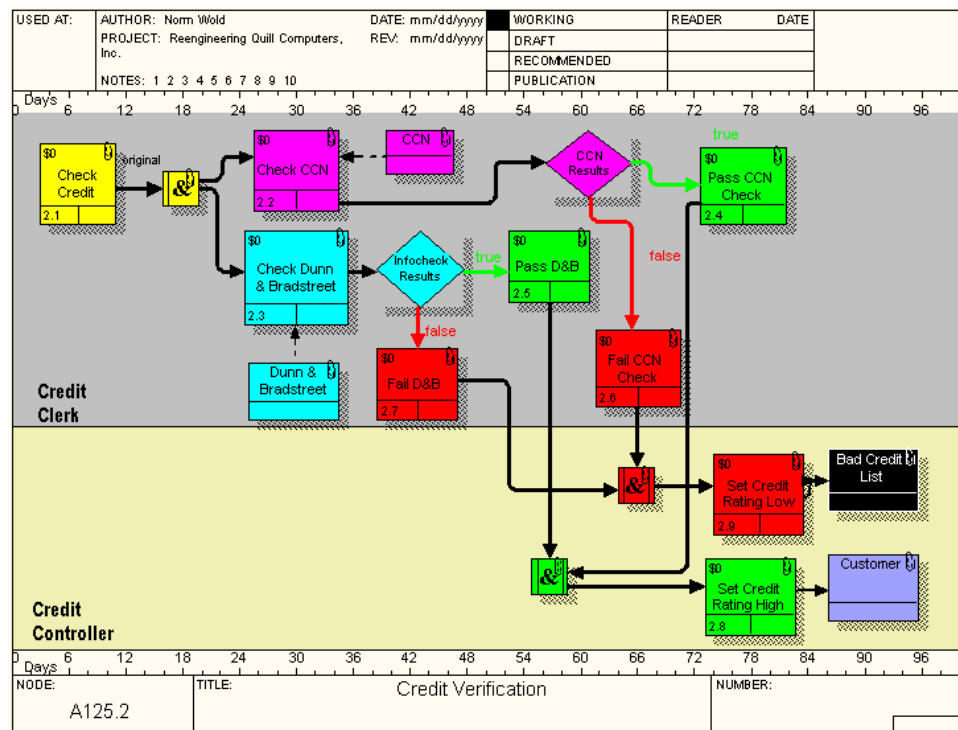 USED AT:
AUTHOR: Norm Wold
DATE: mm/dd/yyyy
WORKING
READER
DATE
PROJECT: Reengineering Quill Computers, Inc.
REV: mm/dd/yyyy
DRAFT
RECOMMENDED
NOTES: 1 2 3 4 5 6 7 8 9 10
PUBLICATION
0 Days 6 12 18 24 30 36 42 48 54 60 66 72 78 84 90 96
$0
Check
Credit
2.1
original
&
$0
Check CCN
2.2
CCN
CCN
Results
true
$0
Pass CCN
Check
2.4
false
$0
Check Dunn
& Bradstreet
2.3
Infocheck
Results
true
$0
Pass D&B
2.5
false
Dunn &
Bradstreet
$0
Fail D&B
2.7
$0
Fail CCN
Check
2.6
Credit
Clerk
&
$0
Set Credit
Rating Low
2.9
Bad Credit
List
&
$0
Set Credit
Rating High
2.8
Customer
Credit
Controller
0 Days 6 12 18 24 30 36 42 48 54 60 66 72 78 84 90 96
NODE:
A125.2
TITLE:
Credit Verification
NUMBER: